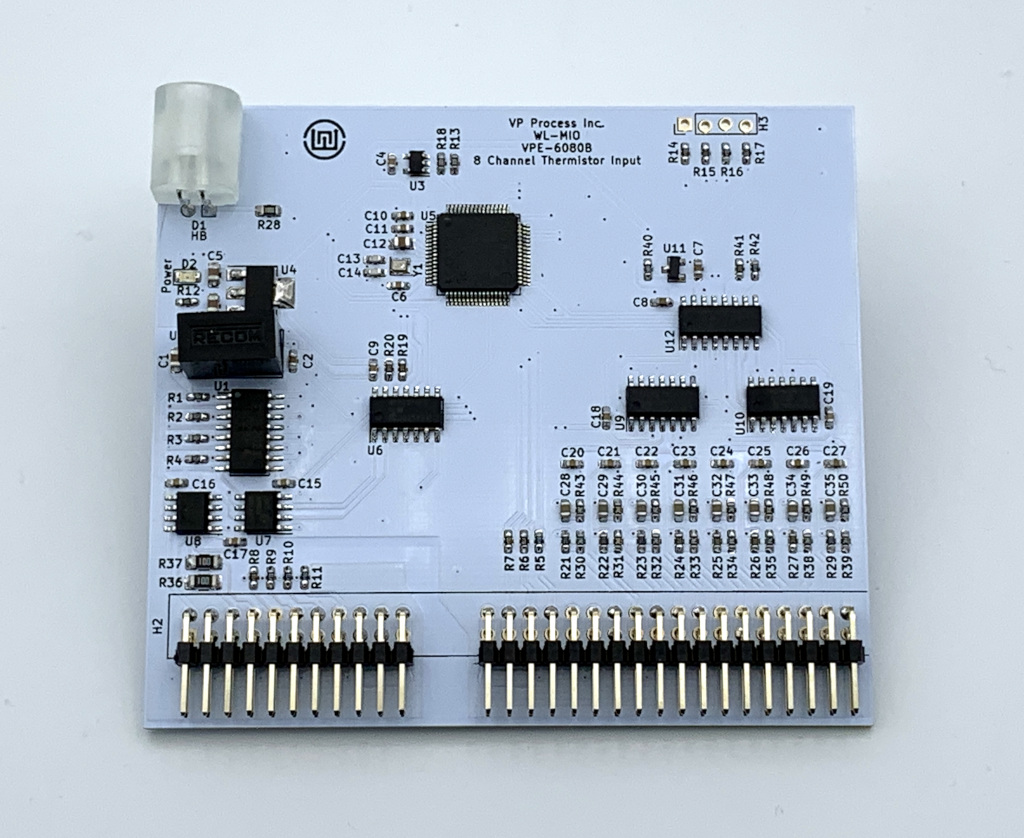 VP Process Inc.
WL-MIO
VPE-6080B
8 Channel Thermistor Input
H3
R14
R17
R15 R16
C4
R18
R13
U3
D1
HB
R28
C10
C11
C12
U5
C13
C14
Y1
C6
Power
D2
C5
U4
R12
RECOM
U
C1
C2
U1
R1
R2
R3
R4
C9
R20
R19
U6
R40
U11
C7
R41
R42
C8
U12
C18
U9
U10
C19
C20 C21 C22 C23 C24 C25 C26 C27
C28 R43 C29 R44 C30 R45 C31 R46 C32 R47 C33 R48 C34 R49 C35 R50
C16
C15
U8
U7
C17
R37
100
R36
100
R8
R9
R10
R11
R7
R6
R5
R21 R30 R22 R31 R23 R32 R24 R33 R25 R34 R26 R35 R27 R38 R29 R39
H2